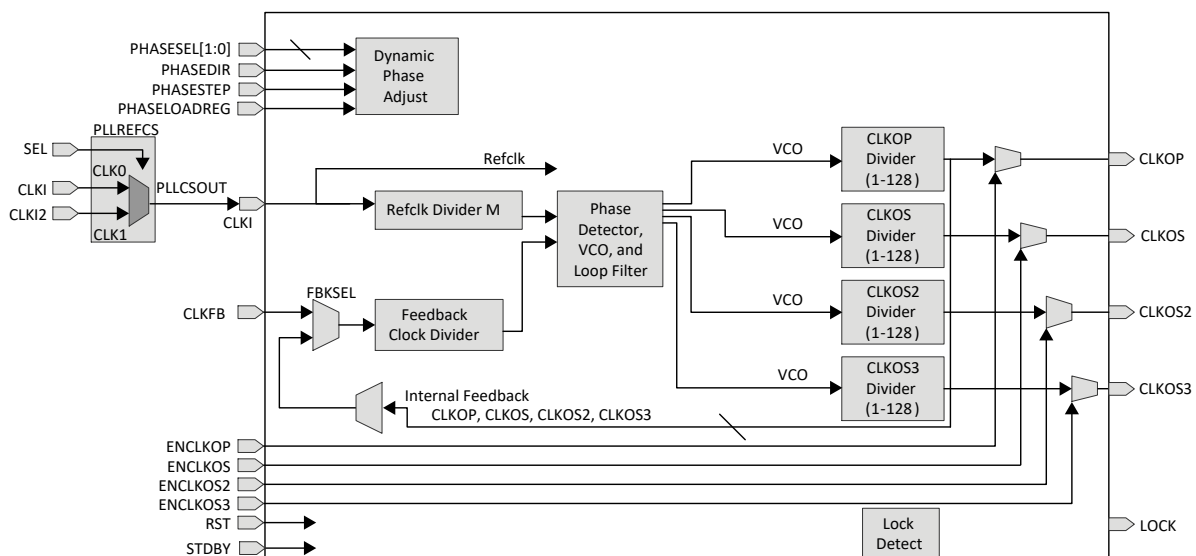 PHASESEL[1:0]
PHASEDIR
PHASESTEP
PHASELOADREG
Dynamic
Phase
Adjust
PLLREFCS
SEL
CLK0
CLKI
CLKI2
CLK1
PLLCSOUT
CLKI
Refclk
Refclk Divider M
Phase
Detector,
VCO, and
Loop Filter
VCO
CLKOP
Divider
(1-128)
CLKOP
VCO
CLKOS
Divider
(1-128)
CLKOS
CLKFB
FBKSEL
Feedback
Clock Divider
VCO
CLKOS2
Divider
(1-128)
CLKOS2
VCO
CLKOS3
Divider
(1-128)
CLKOS3
Internal Feedback
CLKOP, CLKOS, CLKOS2, CLKOS3
ENCLKOP
ENCLKOS
ENCLKOS2
ENCLKOS3
RST
STDBY
Lock
Detect
LOCK